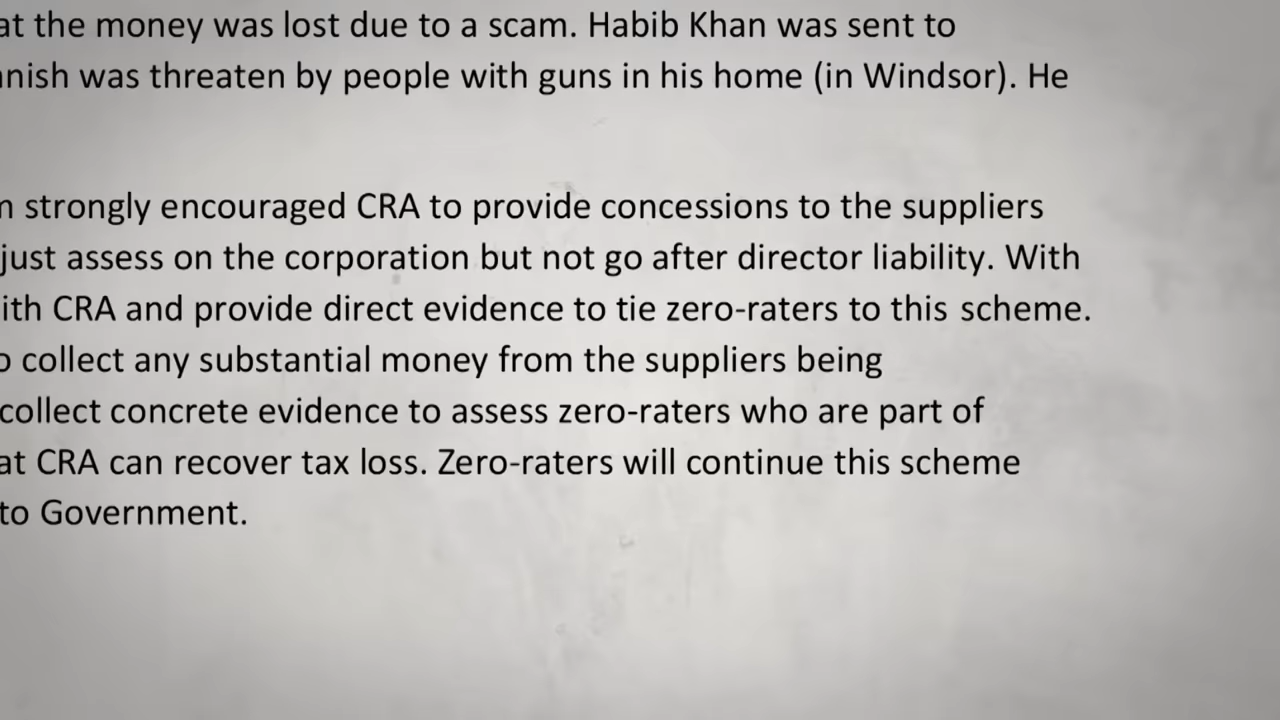 at the money was lost due to a scam. Habib Khan was sent to
nish was threaten by people with guns in his home (in Windsor). He
strongly encouraged CRA to provide concessions to the suppliers
just assess on the corporation but not go after director liability. With
ith CRA and provide direct evidence to tie zero-raters to this scheme.
collect any substantial money from the suppliers being
collect concrete evidence to assess zero-raters who are part of
at CRA can recover tax loss. Zero-raters will continue this scheme
to Government.